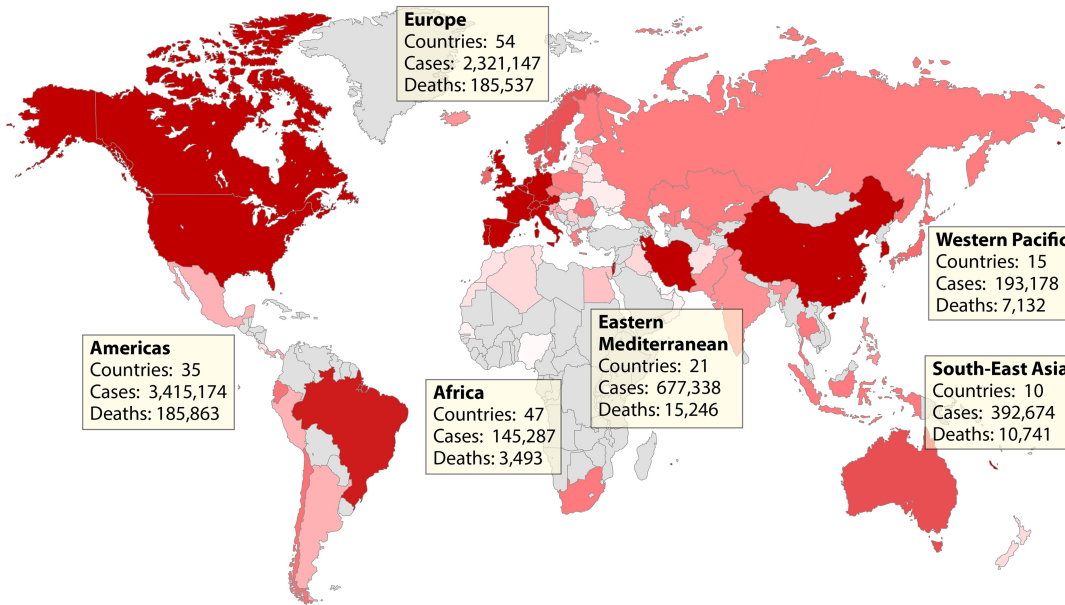 Europe
Countries: 54
Cases: 2,321,147
Deaths: 185,537
Western Pacific
Countries: 15
Cases: 193,178
Deaths: 7,132
Eastern
Mediterranean
Countries: 21
Cases: 677,338
Deaths: 15,246
Americas
Countries: 35
Cases: 3,415,174
Deaths: 185,863
Africa
Countries: 47
Cases: 145,287
Deaths: 3,493
South-East Asia
Countries: 10
Cases: 392,674
Deaths: 10,741